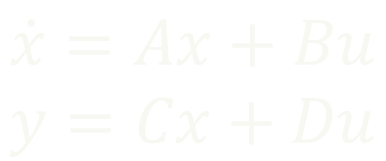 ẋ = Ax + Bu
y = Cx + Du